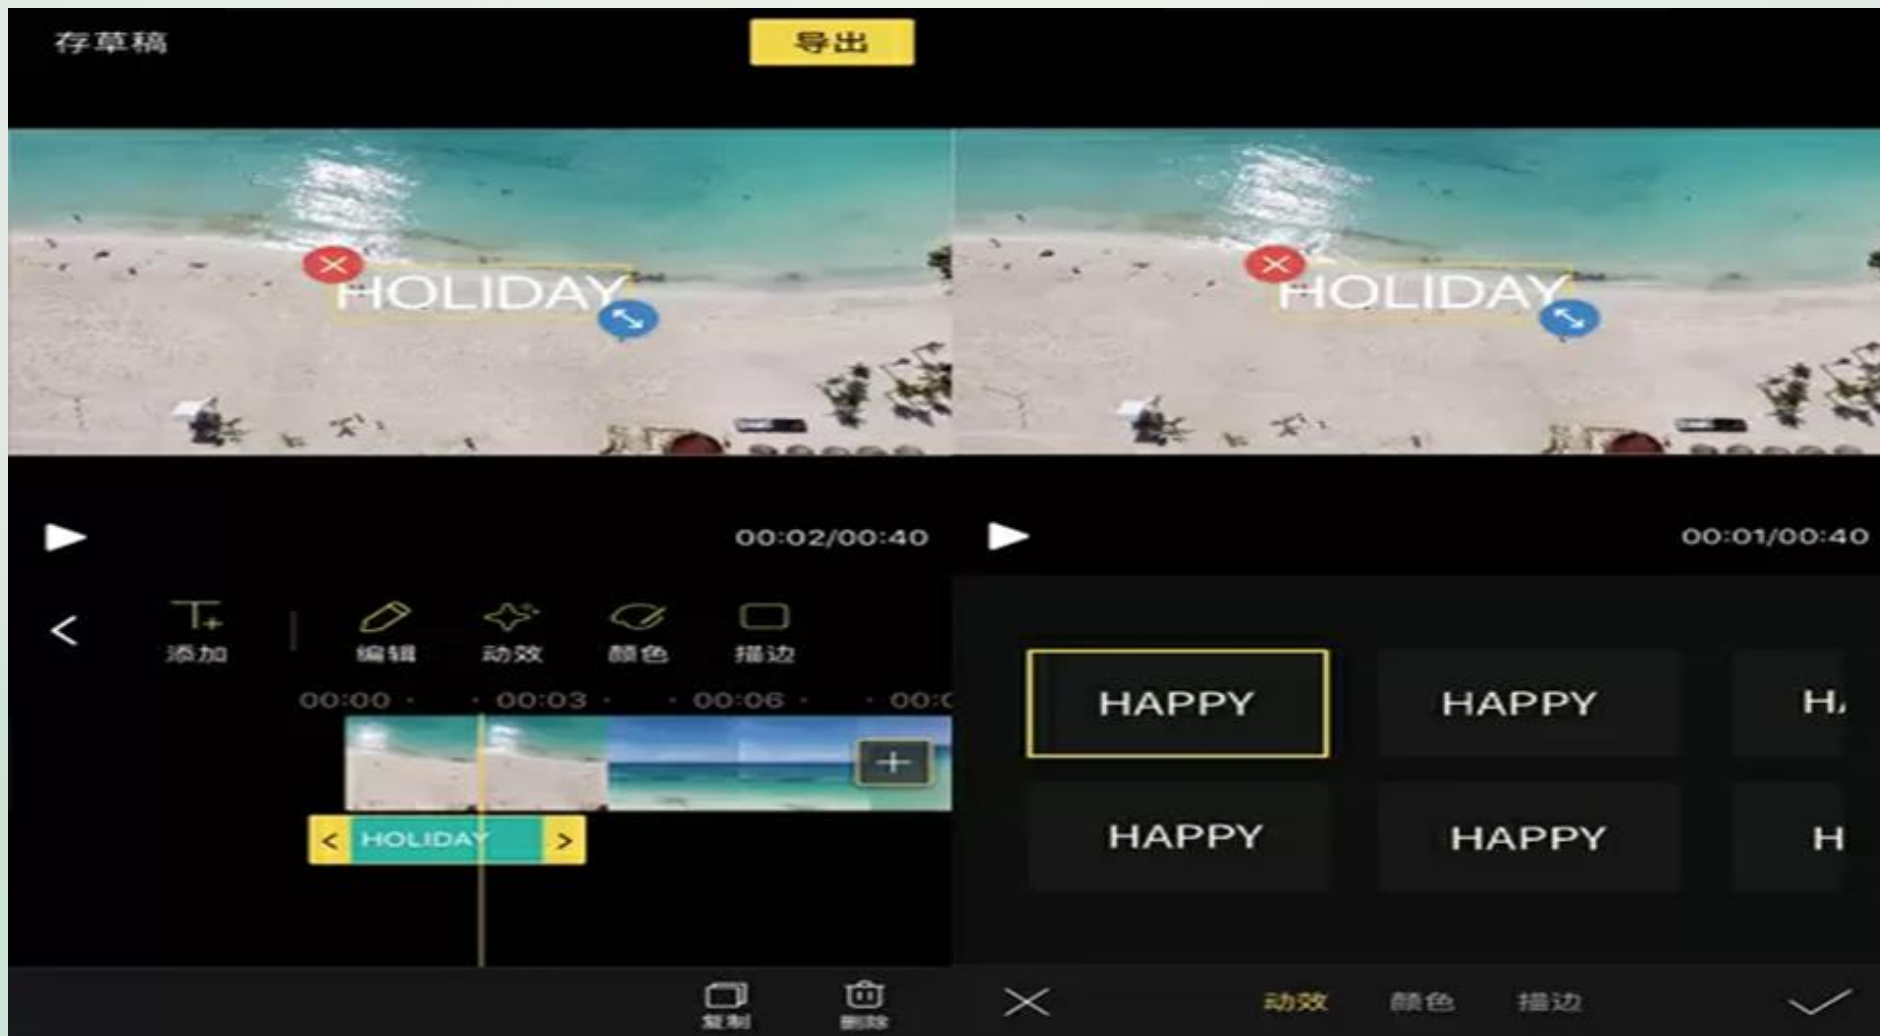 存草稿
导出
HOLIDAY
00:02/00:40
添加
编辑
动效
颜色
描边
00:00
00:03
00:06
HOLIDAY
复制
删除
HOLIDAY
00:01/00:40
HAPPY
HAPPY
HAPPY
HAPPY
动效
颜色
描边